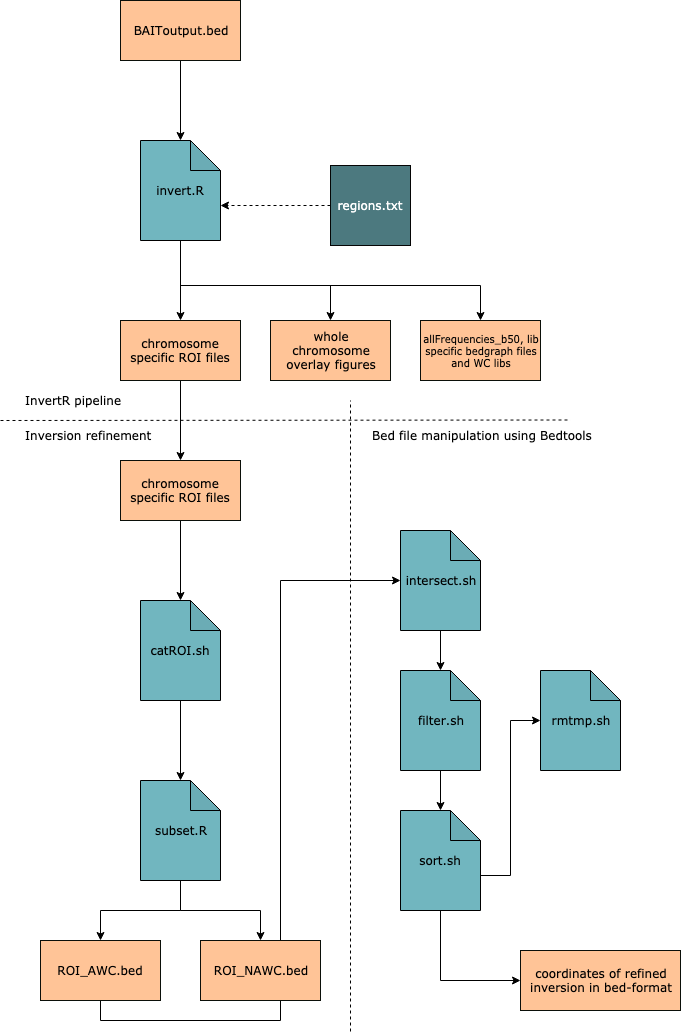 BAIToutput.bed
invert.R
regions.txt
chromosome
specific ROI files
whole
chromosome
overlay figures
allFrequencies_b50, lib
specific bedgraph files
and WC libs
InvertR pipeline
Inversion refinement
Bed file manipulation using Bedtools
chromosome
specific ROI files
intersect.sh
catROI.sh
filter.sh
rmtmp.sh
subset.R
sort.sh
ROI_AWC.bed
ROI_NAWC.bed
coordinates of refined
inversion in bed-format